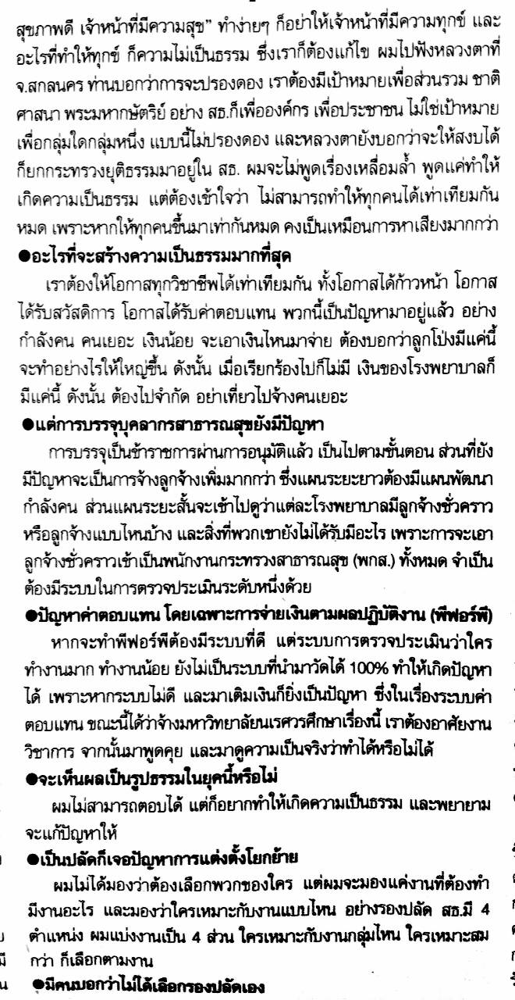 สุขภาพดี เจ้าหน้าที่มีความสุข” ทำง่ายๆ ก็อย่าให้เจ้าหน้าที่มีความทุกข์ และ
อะไรที่ทำให้ทุกข์ ก็ความไม่เป็นธรรม ซึ่งเราก็ต้องแก้ไข ผมไปฟังหลวงตาที่
จ.สกลนคร ท่านบอกว่าการจะปรองดอง เราต้องมีเป้าหมายเพื่อส่วนรวม ชาติ
ศาสนา พระมหากษัตริย์ อย่าง สธ.ก็เพื่อองค์กร เพื่อประชาชน ไม่ใช่เป้าหมาย
เพื่อกลุ่มใดกลุ่มหนึ่ง แบบนี้ไม่ปรองดอง และหลวงตายังบอกว่าจะให้สงบได้
ก็ยกกระทรวงยุติธรรมมาอยู่ใน สธ. ผมจะไม่พูดเรื่องเหลื่อมล้ำ พูดแค่ทำให้
เกิดความเป็นธรรม แต่ต้องเข้าใจว่า ไม่สามารถทำให้ทุกคนได้เท่าเทียมกัน
หมด เพราะหากให้ทุกคนขึ้นมาเท่ากันหมด คงเป็นเหมือนการหาเสียงมากกว่า
●อะไรที่จะสร้างความเป็นธรรมมากที่สุด
เราต้องให้โอกาสทุกวิชาชีพได้เท่าเทียมกัน ทั้งโอกาสได้ก้าวหน้า โอกาส
ได้รับสวัสดิการ โอกาสได้รับค่าตอบแทน พวกนี้เป็นปัญหามาอยู่แล้ว อย่าง
กำลังคน คนเยอะ เงินน้อย จะเอาเงินไหนมาจ่าย ต้องบอกว่าลูกโป่งมีแค่นี้
จะทำอย่างไรให้ใหญ่ขึ้น ดังนั้น เมื่อเรียกร้องไปก็ไม่มี เงินของโรงพยาบาลก็
มีแค่นี้ ดังนั้น ต้องไปจำกัด อย่าเที่ยวไปจ้างคนเยอะ
●แต่การบรรจุบุคลากรสาธารณสุขยังมีปัญหา
การบรรจุเป็นข้าราชการผ่านการอนุมัติแล้ว เป็นไปตามขั้นตอน ส่วนที่ยัง
มีปัญหาจะเป็นการจ้างลูกจ้างเพิ่มมากกว่า ซึ่งแผนระยะยาวต้องมีแผนพัฒนา
กำลังคน ส่วนแผนระยะสั้นจะเข้าไปดูว่าแต่ละโรงพยาบาลมีลูกจ้างชั่วคราว
หรือลูกจ้างแบบไหนบ้าง และสิ่งที่พวกเขายังไม่ได้รับมีอะไร เพราะการจะเอา
ลูกจ้างชั่วคราวเข้าเป็นพนักงานกระทรวงสาธารณสุข (พกส.) ทั้งหมด จำเป็น
ต้องมีระบบในการตรวจประเมินระดับหนึ่งด้วย
●ปัญหาค่าตอบแทน โดยเฉพาะการจ่ายเงินตามผลปฏิบัติงาน (พีฟอร์พี)
หากจะทำพีฟอร์พีต้องมีระบบที่ดี แต่ระบบการตรวจประเมินว่าใคร
ทำงานมาก ทำงานน้อย ยังไม่เป็นระบบที่นำมาวัดได้ 100% ทำให้เกิดปัญหา
ได้ เพราะหากระบบไม่ดี และมาเติมเงินก็ยิ่งเป็นปัญหา ซึ่งในเรื่องระบบค่า
ตอบแทน ขณะนี้ได้ว่าจ้างมหาวิทยาลัยนเรศวรศึกษาเรื่องนี้ เราต้องอาศัยงาน
วิชาการ จากนั้นมาพูดคุย และมาดูความเป็นจริงว่าทำได้หรือไม่ได้
●จะเห็นผลเป็นรูปธรรมในยุคนี้หรือไม่
ผมไม่สามารถตอบได้ แต่ก็อยากทำให้เกิดความเป็นธรรม และพยายาม
จะแก้ปัญหาให้
●เป็นปลัดก็เจอปัญหาการแต่งตั้งโยกย้าย
ผมไม่ได้มองว่าต้องเลือกพวกของใคร แต่ผมจะมองแค่งานที่ต้องทำ
มีงานอะไร และมองว่าใครเหมาะกับงานแบบไหน อย่างรองปลัด สธ.มี 4
ตำแหน่ง ผมแบ่งงานเป็น 4 ส่วน ใครเหมาะกับงานกลุ่มไหน ใครเหมาะสม
กว่า ก็เลือกตามงาน
●มีคนบอกว่าไม่ได้เลือกรองปลัดเอง